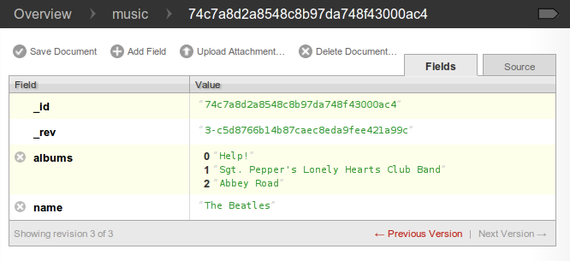 Overview music 74c7a8d2a8548c8b97da748f43000ac4
Save Document Add Field Upload Attachment... Delete Document...
Fields Source
Field Value
_id "74c7a8d2a8548c8b97da748f43000ac4"
_rev "3-c5d8766b14b87caec8eda9fee421a99c"
albums 0 "Help!"
1 "Sgt. Pepper's Lonely Hearts Club Band"
2 "Abbey Road"
name "The Beatles"
Showing revision 3 of 3 ← Previous Version | Next Version →